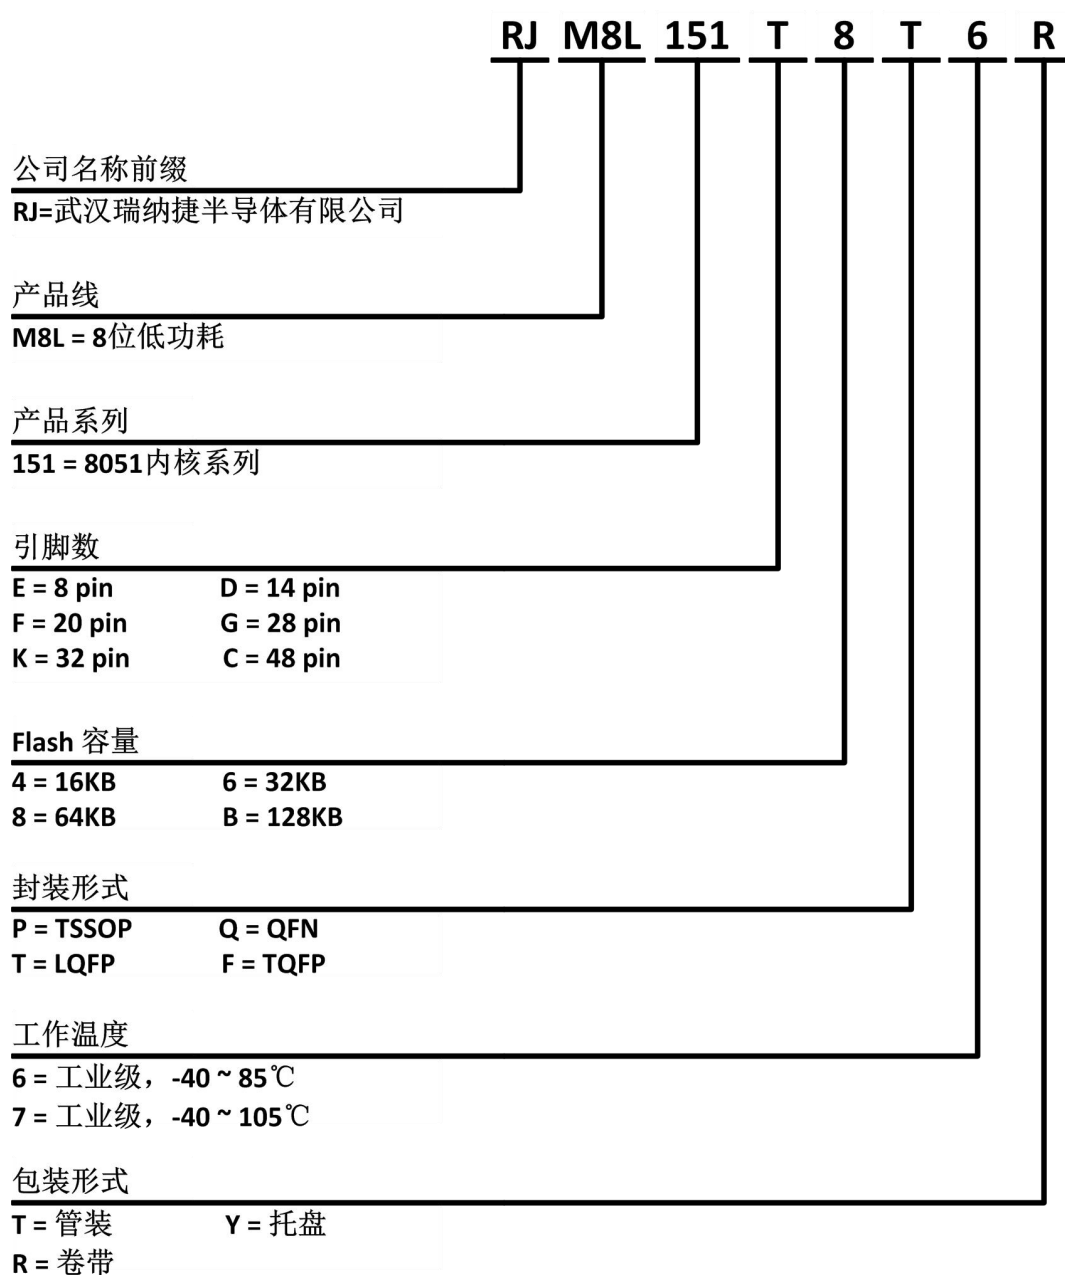 RJ M8L 151 T 8 T 6 R
公司名称前缀
RJ=武汉瑞纳捷半导体有限公司
产品线
M8L = 8位低功耗
产品系列
151 = 8051内核系列
引脚数
E = 8 pin D = 14 pin
F = 20 pin G = 28 pin
K = 32 pin C = 48 pin
Flash 容量
4 = 16KB 6 = 32KB
8 = 64KB B = 128KB
封装形式
P = TSSOP Q = QFN
T = LQFP F = TQFP
工作温度
6 = 工业级，-40 ~ 85℃
7 = 工业级，-40 ~ 105℃
包装形式
T = 管装 Y = 托盘
R = 卷带